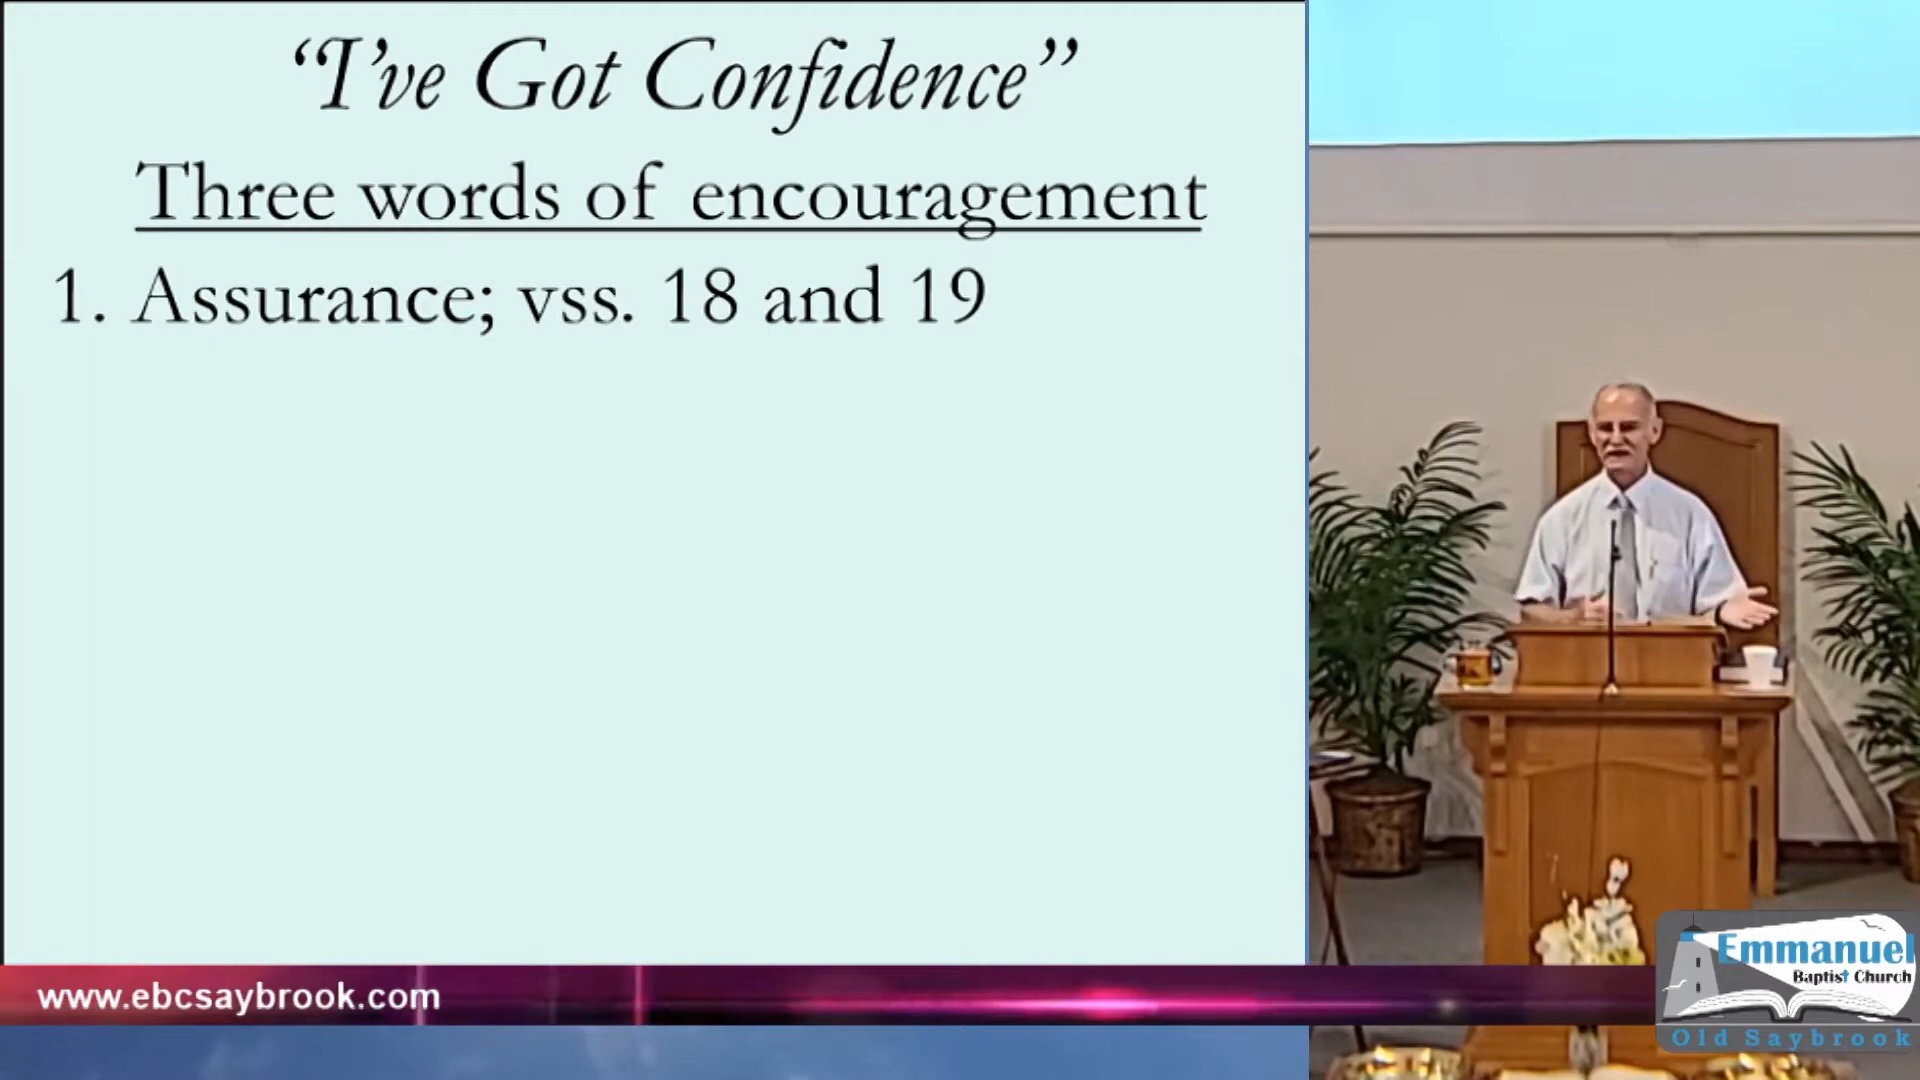 “I’ve Got Confidence”
Three words of encouragement
1. Assurance; vss. 18 and 19
www.ebcsaybrook.com
Emmanuel
Baptist Church
Old Saybrook